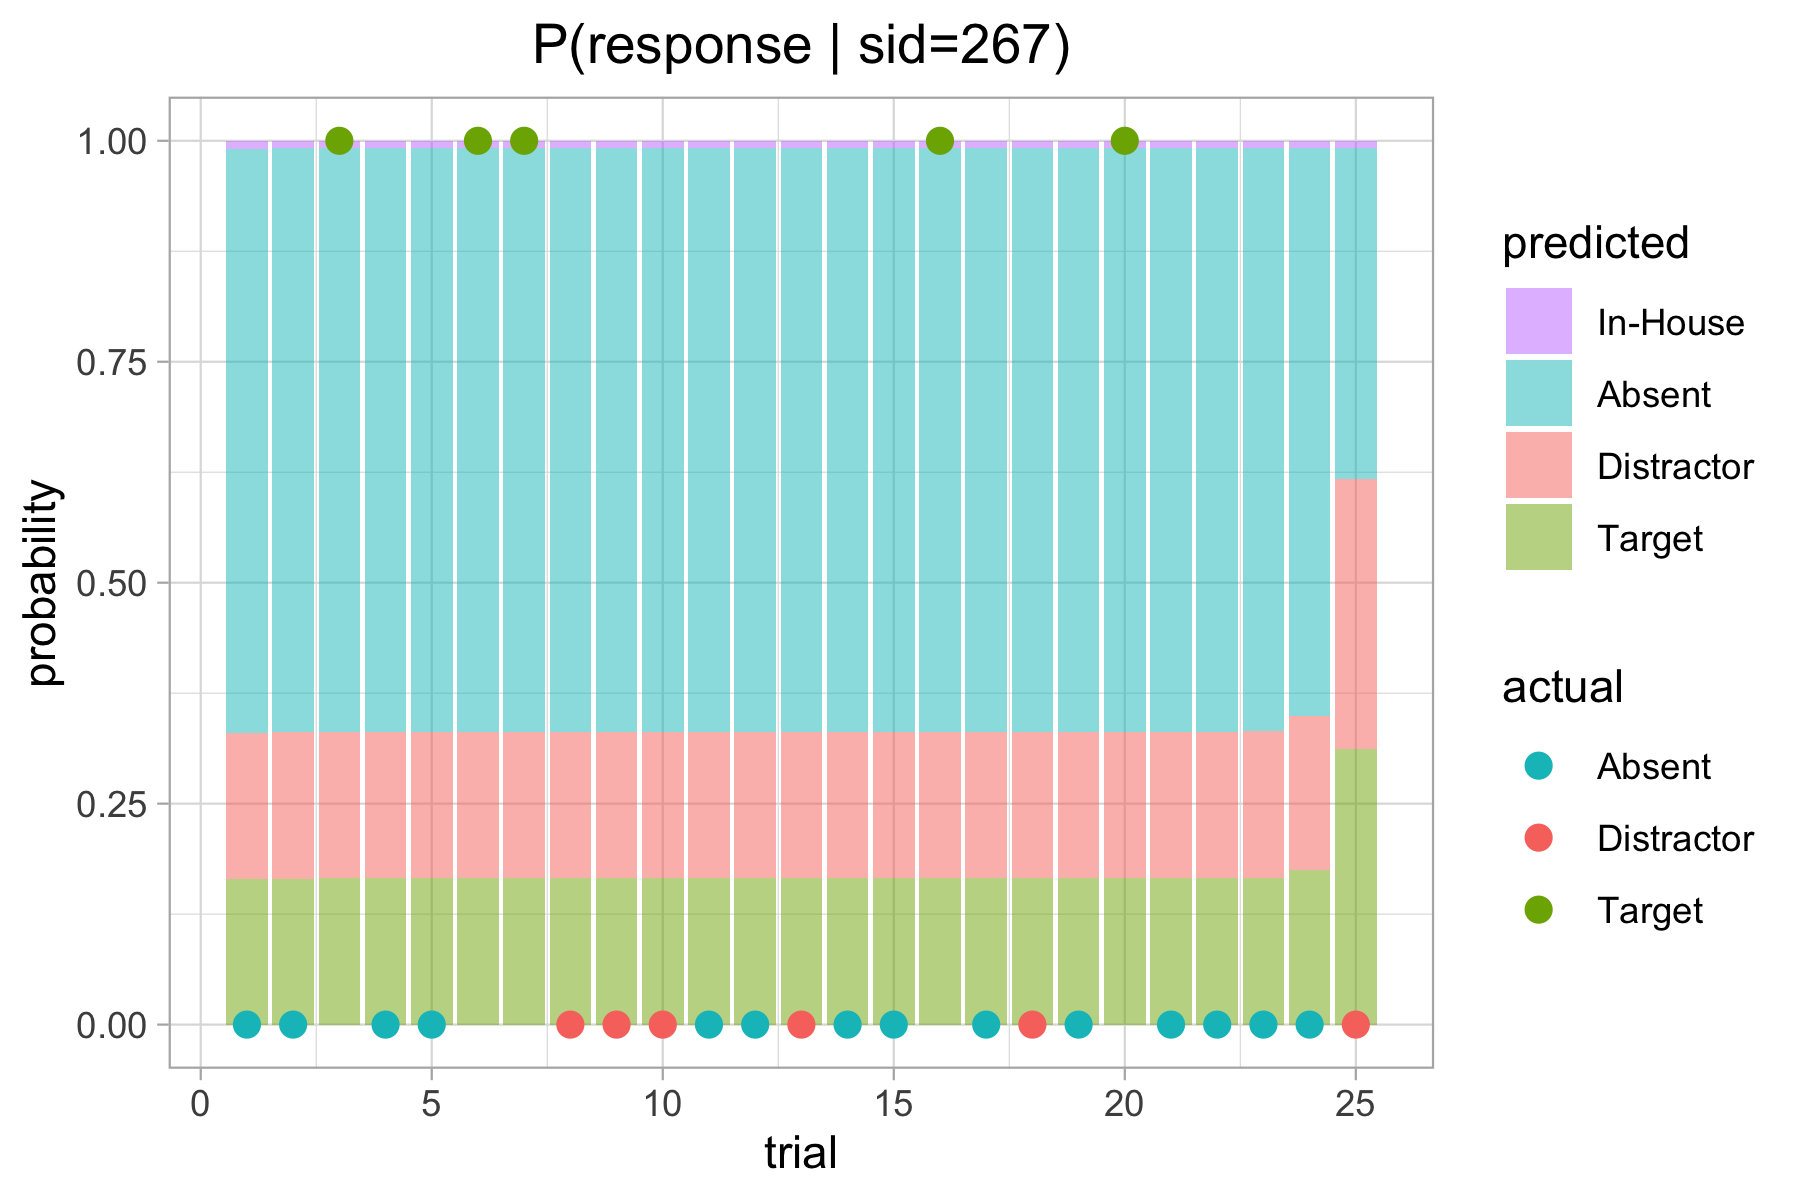 P(response | sid=267)
1.00
0.75
0.50
0.25
0.00
probability
0 5 10 15 20 25
trial
predicted
In-House
Absent
Distractor
Target
actual
Absent
Distractor
Target